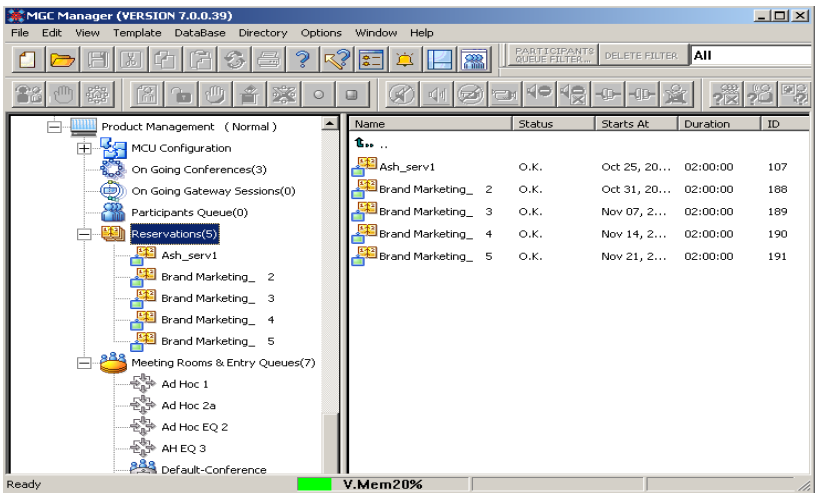 MGC Manager (VERSION 7.0.0.39)
File Edit View Template DataBase Directory Options Window Help
PARTICIPANTS QUEUE FILTER... DELETE FILTER All
Product Management ( Normal )
MCU Configuration
On Going Conferences(3)
On Going Gateway Sessions(0)
Participants Queue(0)
Reservations(5)
Ash_serv1
Brand Marketing_ 2
Brand Marketing_ 3
Brand Marketing_ 4
Brand Marketing_ 5
Meeting Rooms & Entry Queues(7)
Ad Hoc 1
Ad Hoc 2a
Ad Hoc EQ 2
AH EQ 3
Default-Conference
Name Status Starts At Duration ID
..
Ash_serv1 O.K. Oct 25, 20... 02:00:00 107
Brand Marketing_ 2 O.K. Oct 31, 20... 02:00:00 188
Brand Marketing_ 3 O.K. Nov 07, 2... 02:00:00 189
Brand Marketing_ 4 O.K. Nov 14, 2... 02:00:00 190
Brand Marketing_ 5 O.K. Nov 21, 2... 02:00:00 191
Ready V.Mem20%